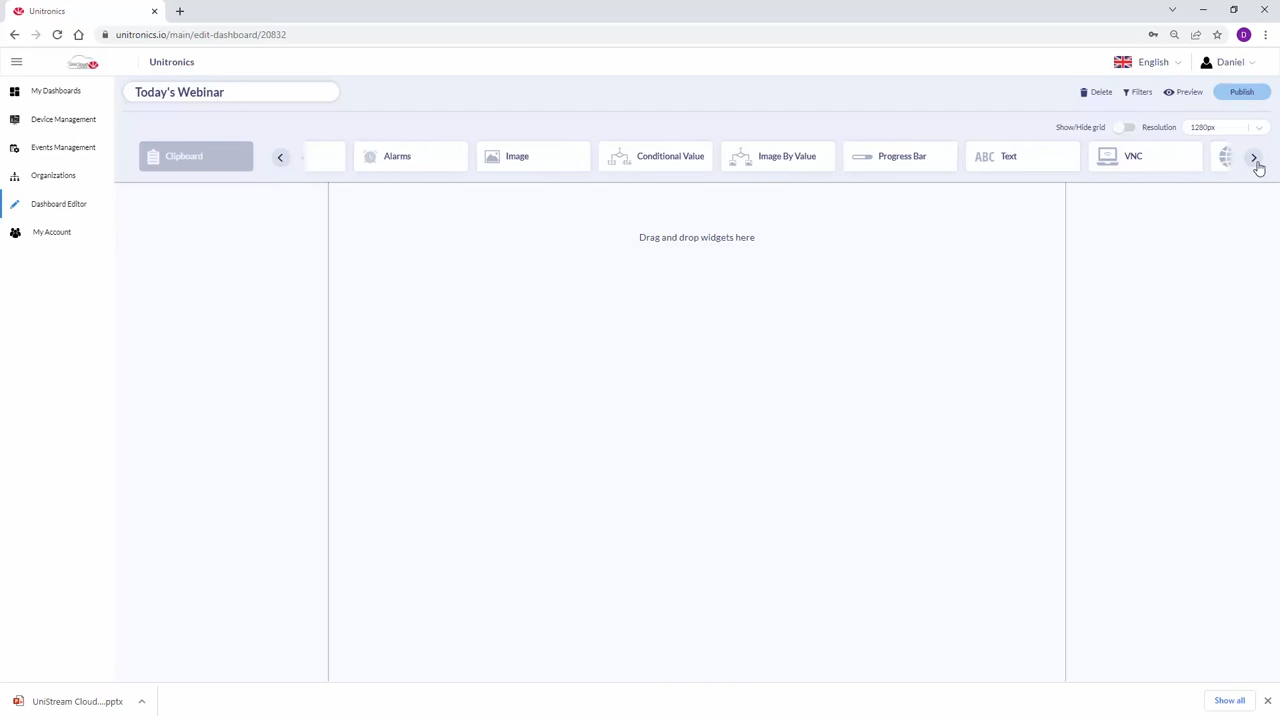 Unitronics
unitronics.io/main/edit-dashboard/20832
D
Unitronics
English
Daniel
My Dashboards
Device Management
Events Management
Organizations
Dashboard Editor
My Account
Today's Webinar
Delete
Filters
Preview
Publish
Show/Hide grid
Resolution
1280px
Clipboard
Alarms
Image
Conditional Value
Image By Value
Progress Bar
ABC Text
VNC
Drag and drop widgets here
UniStream Cloud....pptx
Show all